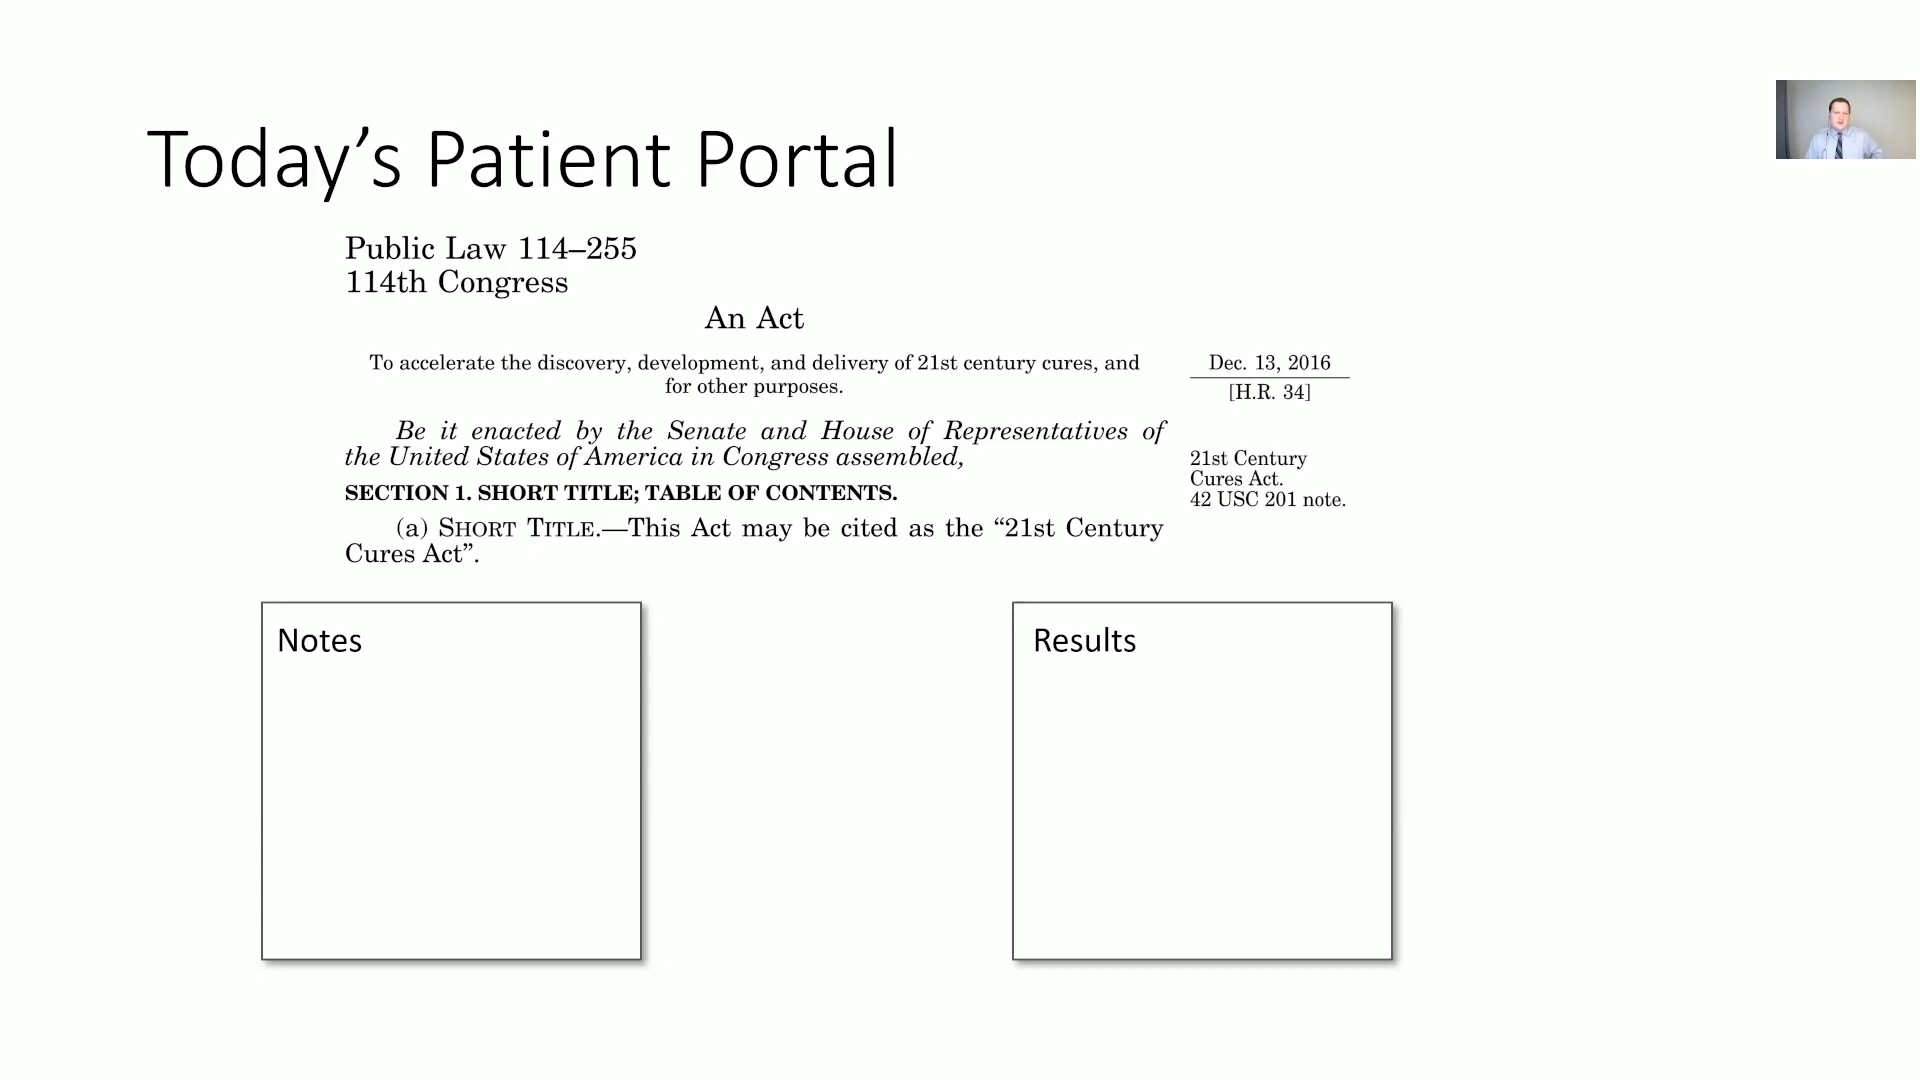 Today’s Patient Portal
Public Law 114–255
114th Congress
An Act
To accelerate the discovery, development, and delivery of 21st century cures, and
for other purposes.
Dec. 13, 2016
[H.R. 34]
Be it enacted by the Senate and House of Representatives of
the United States of America in Congress assembled,
21st Century
Cures Act.
42 USC 201 note.
SECTION 1. SHORT TITLE; TABLE OF CONTENTS.
(a) SHORT TITLE.—This Act may be cited as the “21st Century
Cures Act”.
Notes
Results